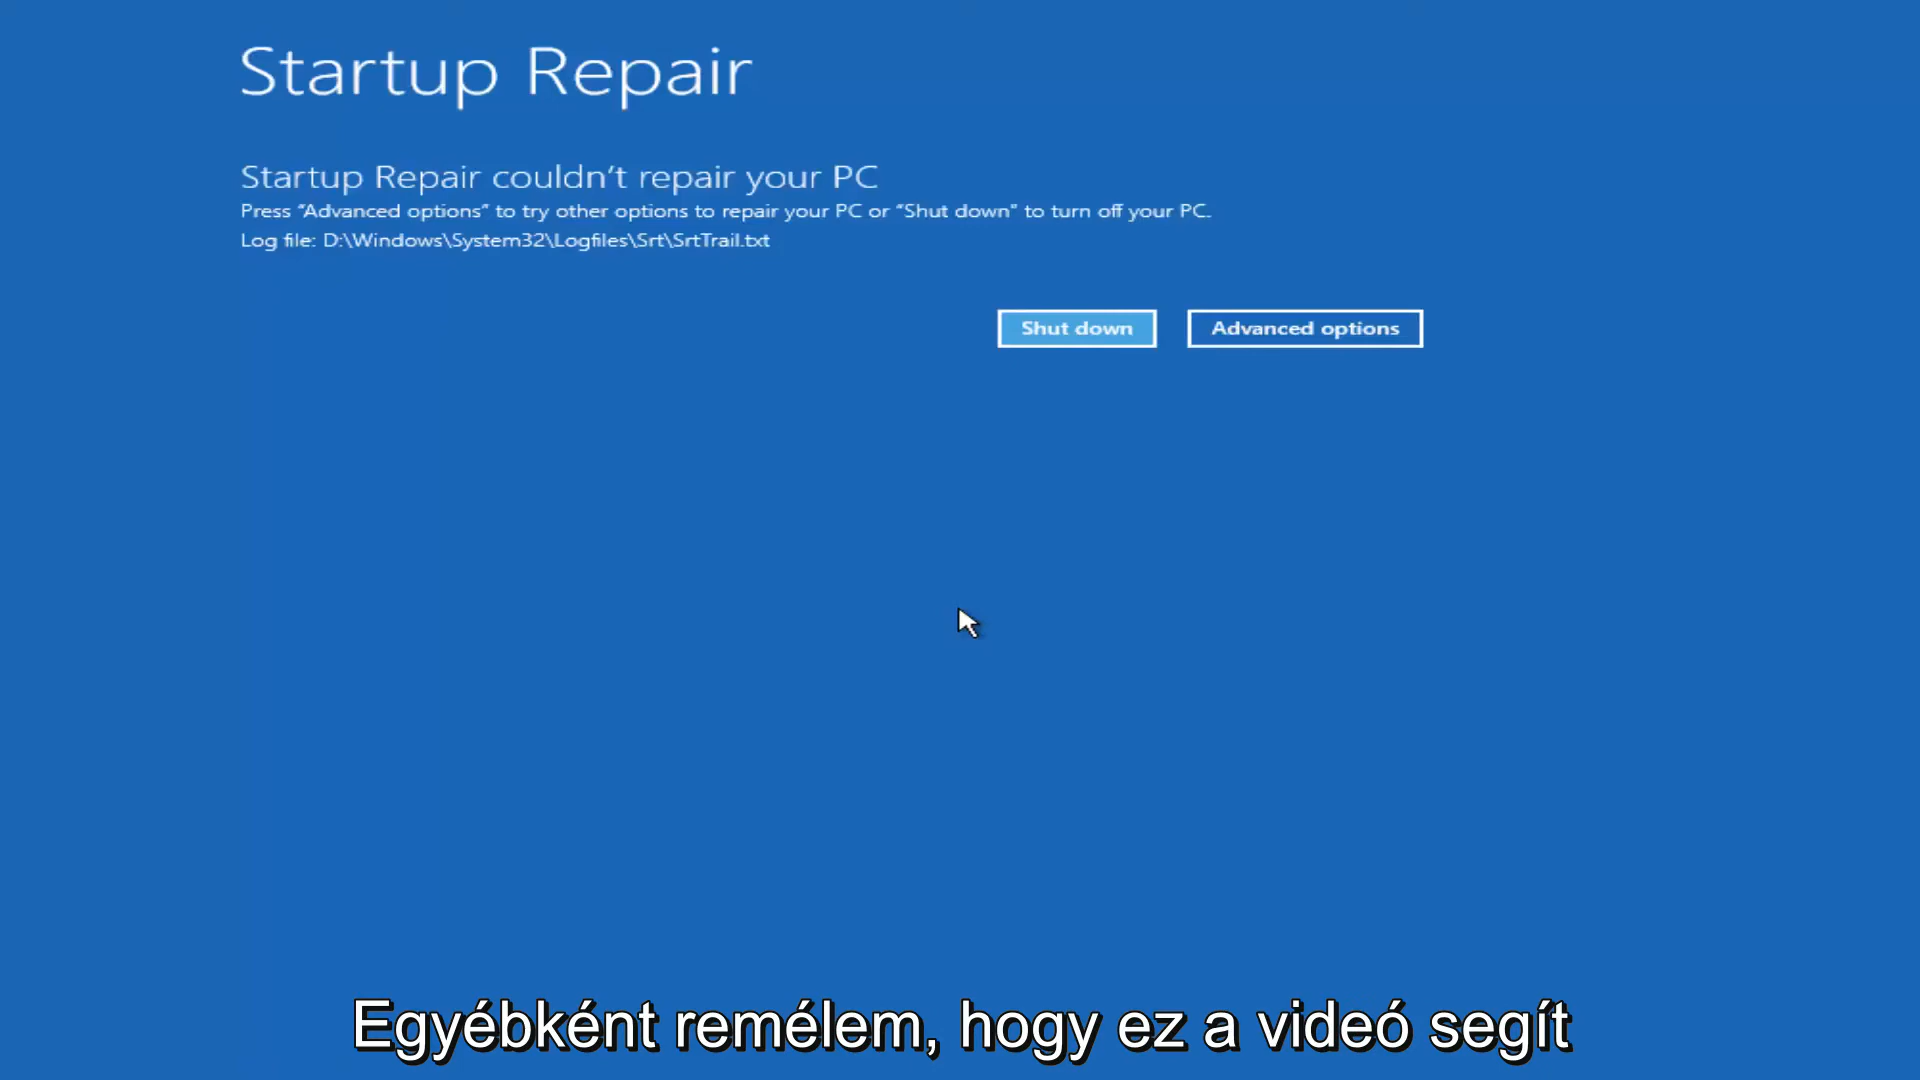 Startup Repair
Startup Repair couldn't repair your PC
Press “Advanced options” to try other options to repair your PC or “Shut down” to turn off your PC.
Log file: D:\Windows\System32\Logfiles\Srt\SrtTrail.txt
Shut down
Advanced options
Egyébként remélem, hogy ez a videó segít